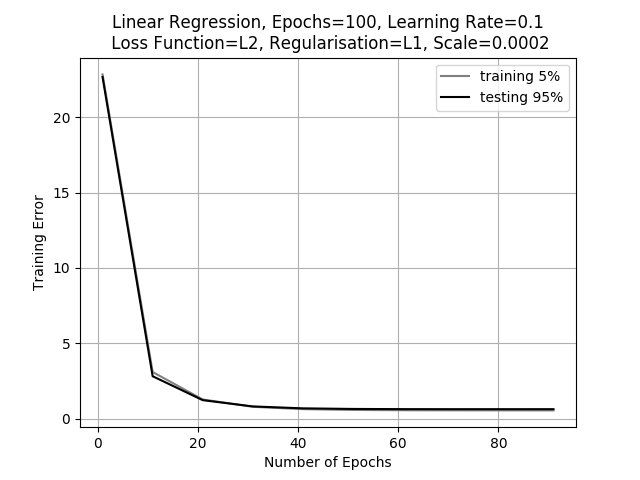 Linear Regression, Epochs=100, Learning Rate=0.1
Loss Function=L2, Regularisation=L1, Scale=0.0002
training 5%
testing 95%
Training Error
20
15
10
5
0
0 20 40 60 80
Number of Epochs